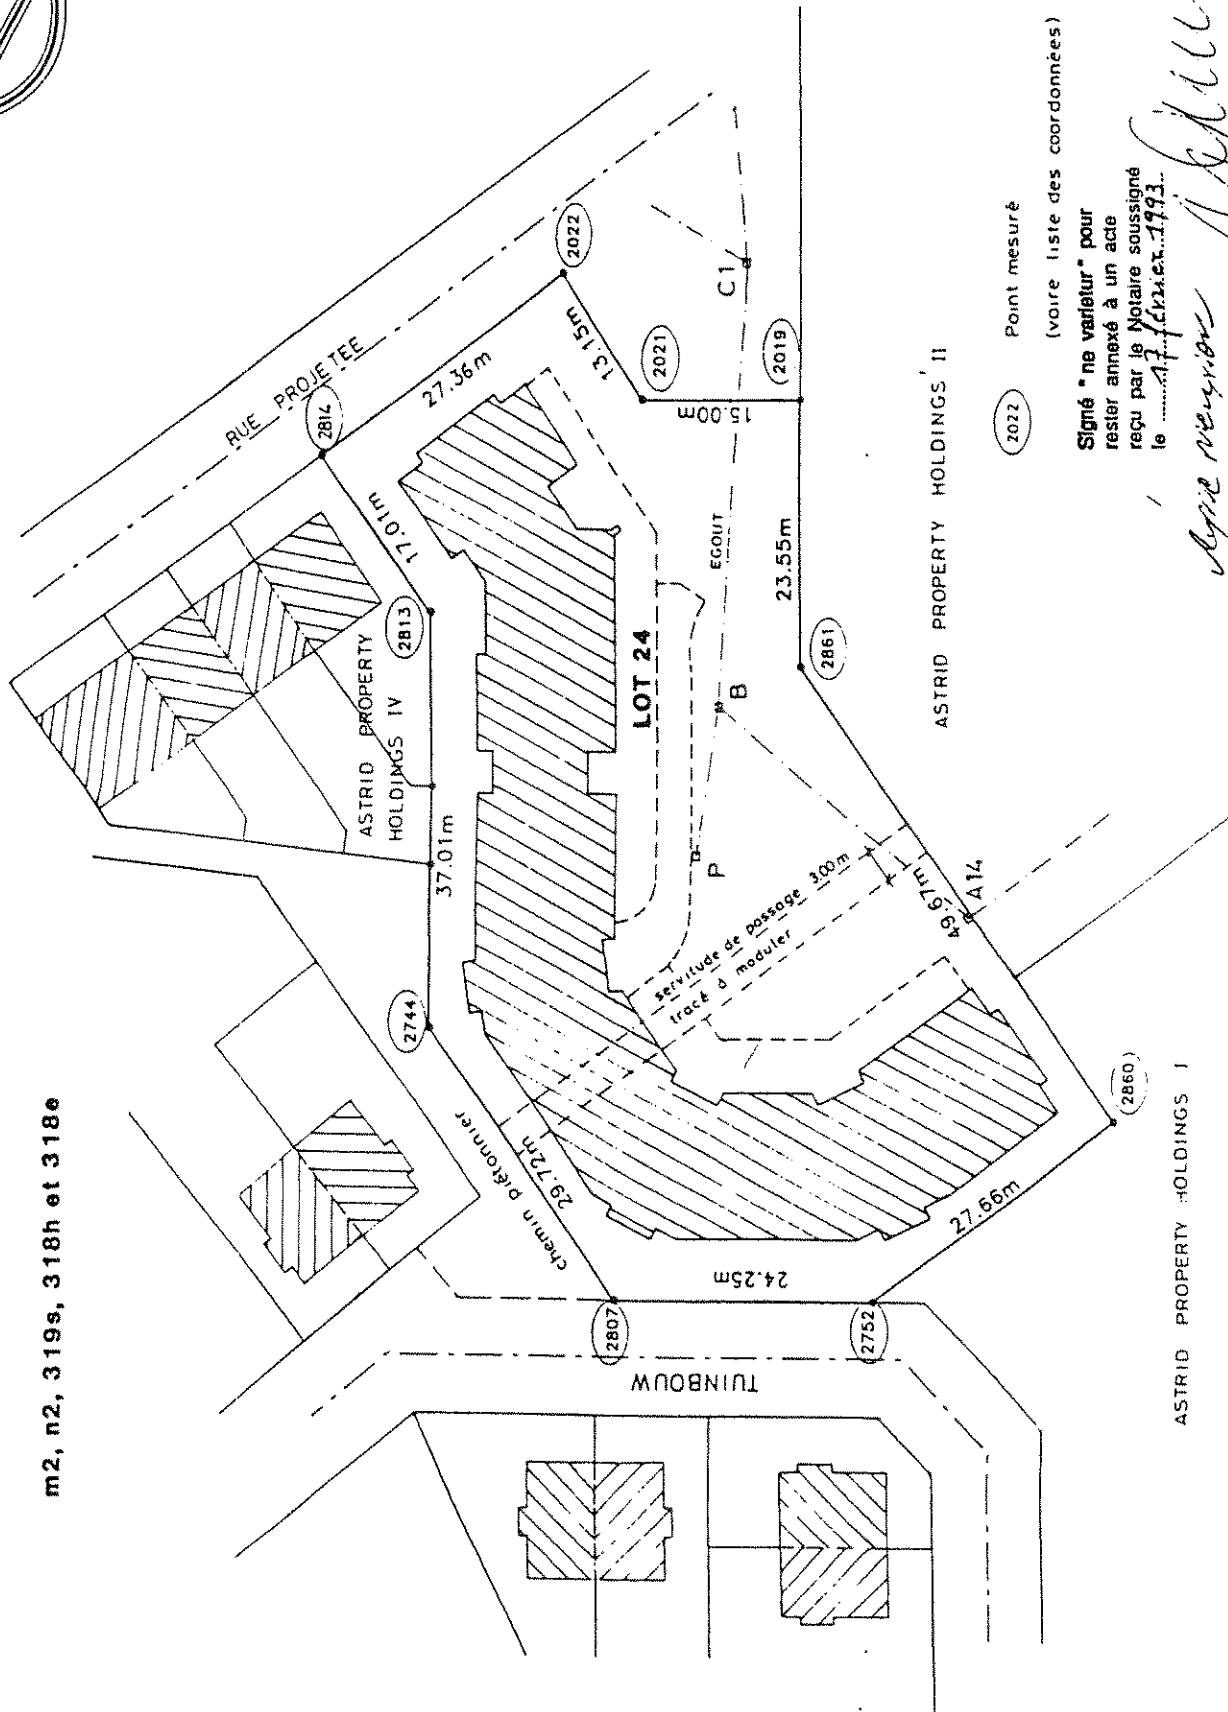 m2, n2, 319s, 318h et 318e
RUE PROJETEE
2814
27.36m
2022
17.01m
13.15m
2813
2021
C1
ASTRID PROPERTY
HOLDINGS IV
15.00m
2019
37.01m
EGOUT
LOT 24
23.55m
2861
B
P
2744
servitude de passage 3.00m
tracé à moduler
49.67m
A14
chemin piétonnier
29.72m
2807
24.25m
2752
27.66m
2860
TUINBOUW
ASTRID PROPERTY HOLDINGS II
ASTRID PROPERTY HOLDINGS I
2022 Point mesuré
(voire liste des coordonnées)
Signé "ne varietur" pour
rester annexé à un acte
reçu par le Notaire soussigné
le 17 février 1993